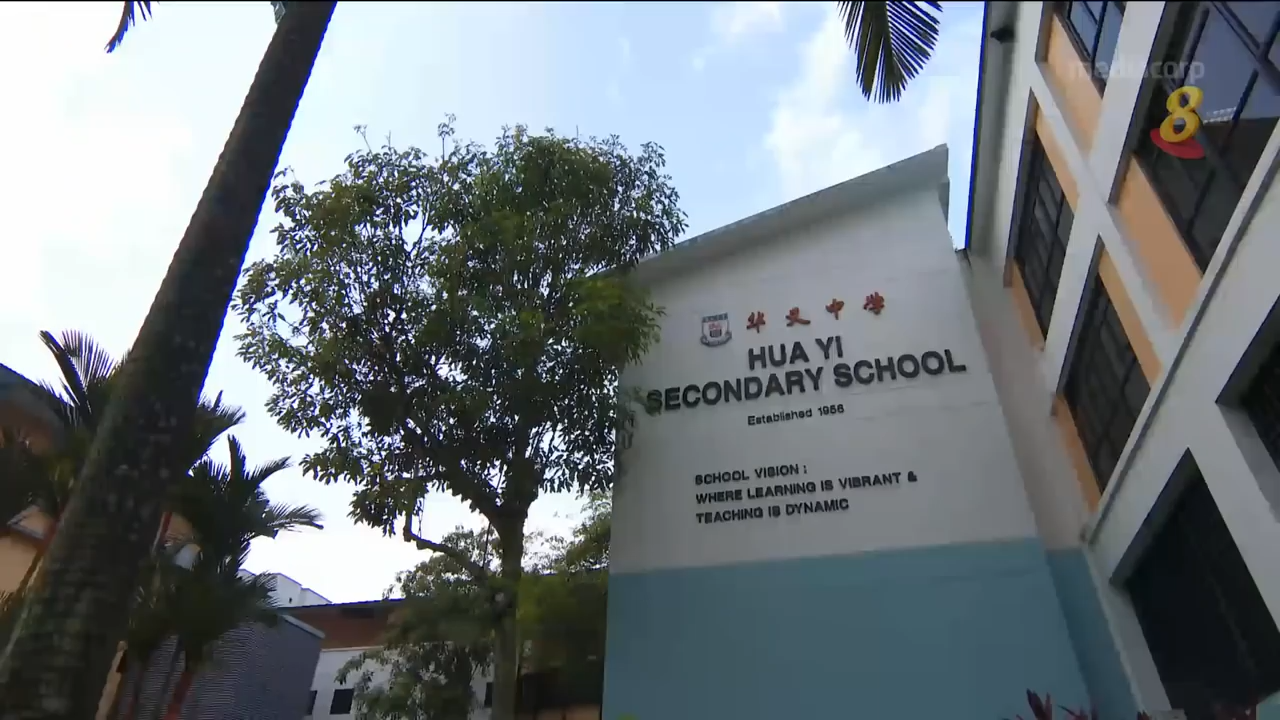 mediacorp
8
华义中学
HUA YI
SECONDARY SCHOOL
Established 1956
SCHOOL VISION :
WHERE LEARNING IS VIBRANT &
TEACHING IS DYNAMIC